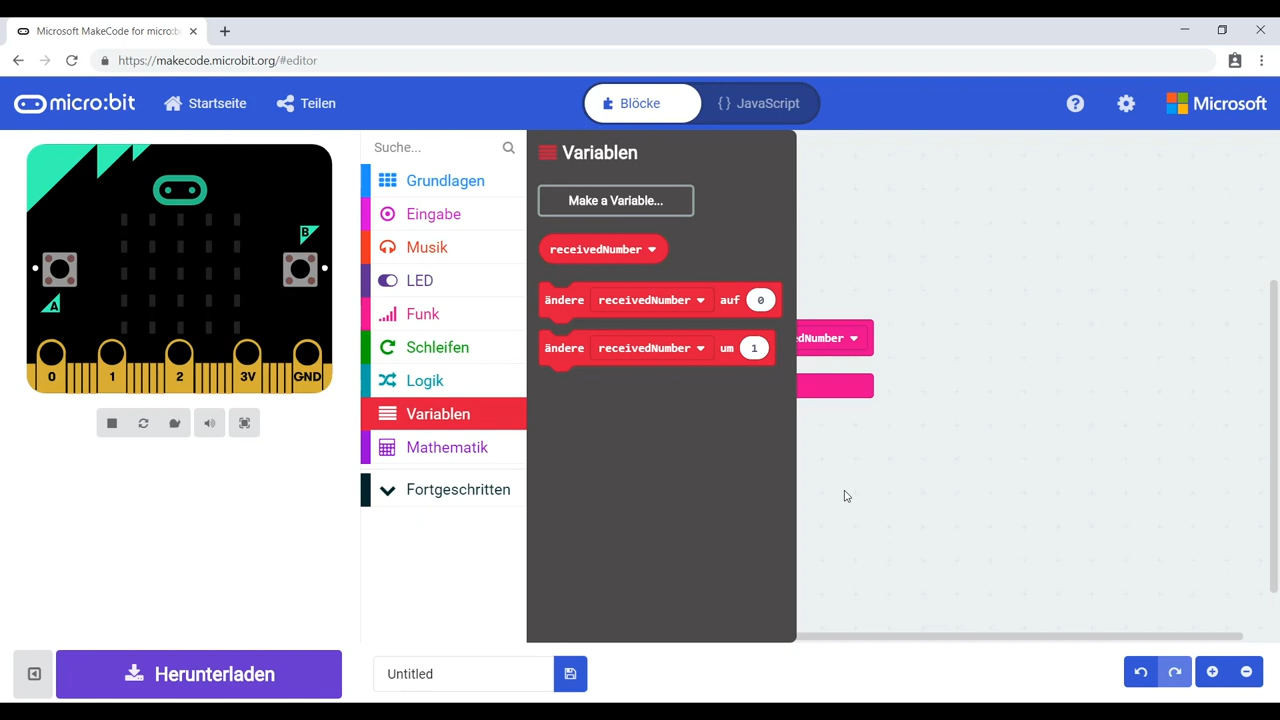 Microsoft MakeCode for micro:b
https://makecode.microbit.org/#editor
micro:bit
Startseite
Teilen
Blöcke
{ } JavaScript
Microsoft
A
B
0
1
2
3V
GND
Suche...
Grundlagen
Eingabe
Musik
LED
Funk
Schleifen
Logik
Variablen
Mathematik
Fortgeschritten
Variablen
Make a Variable...
receivedNumber
ändere receivedNumber auf 0
ändere receivedNumber um 1
dNumber
Herunterladen
Untitled